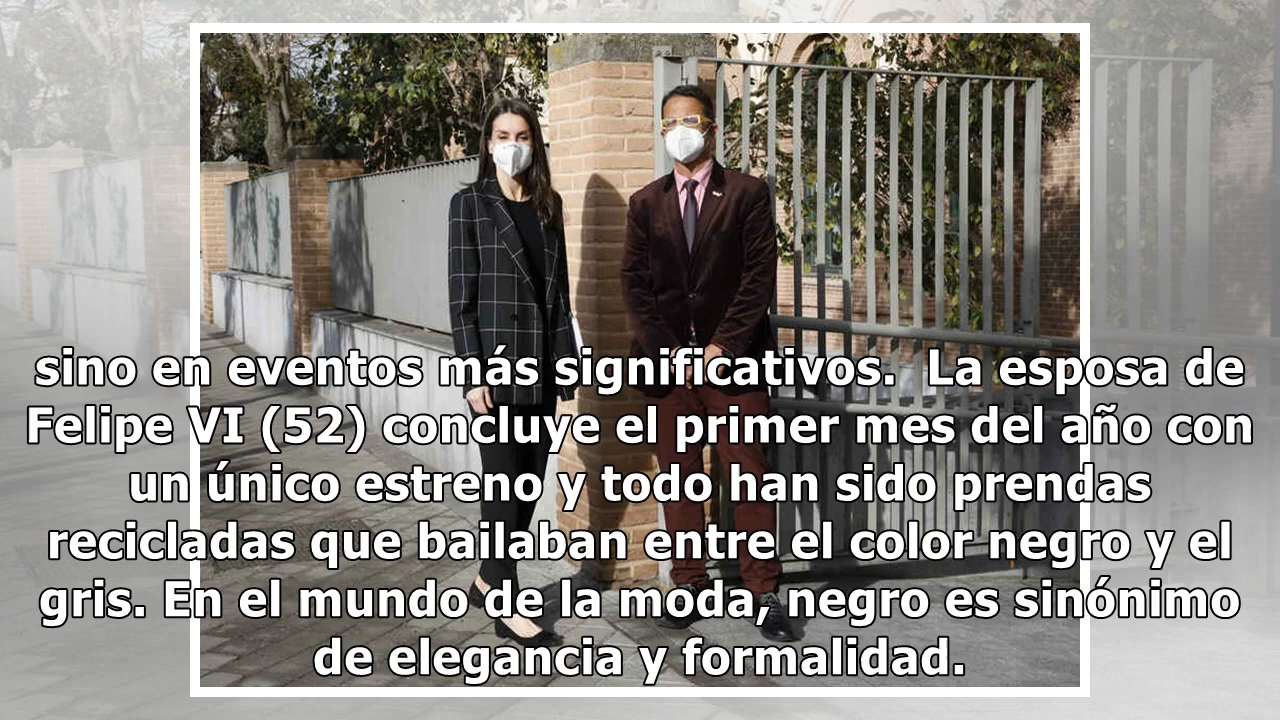 sino en eventos más significativos.  La esposa de
Felipe VI (52) concluye el primer mes del año con
un único estreno y todo han sido prendas
recicladas que bailaban entre el color negro y el
gris. En el mundo de la moda, negro es sinónimo
de elegancia y formalidad.